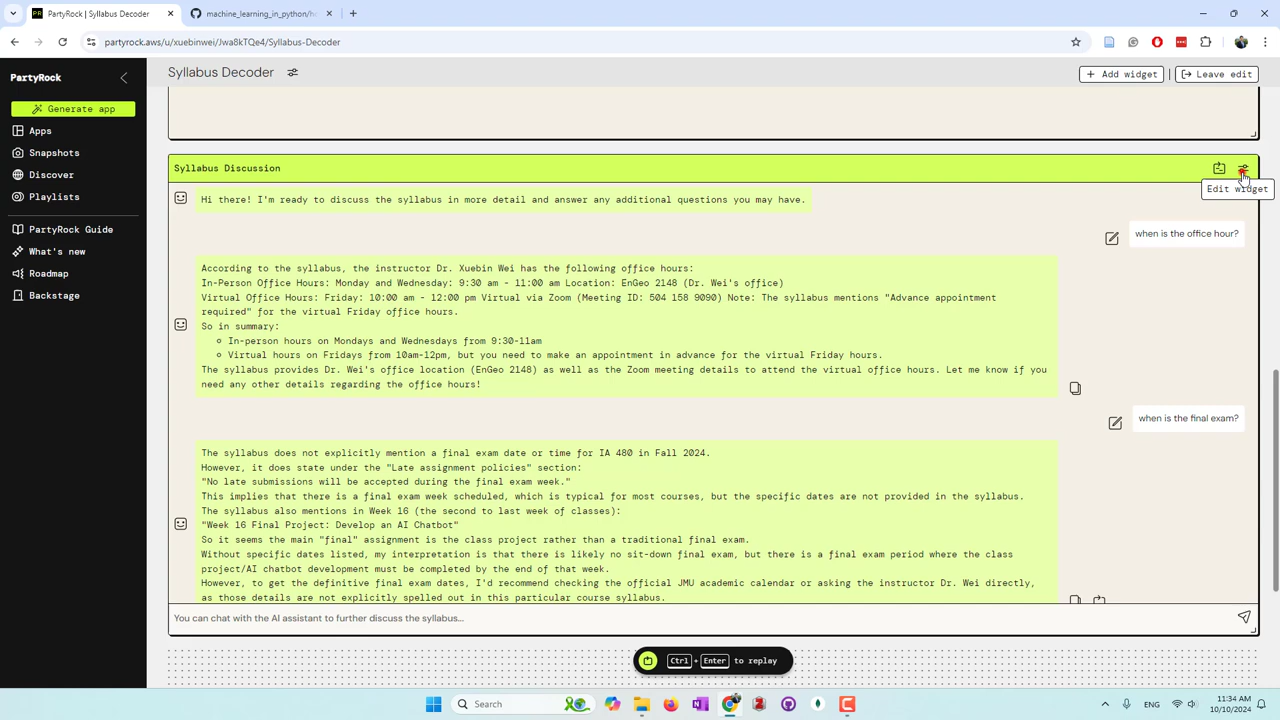 PartyRock | Syllabus Decoder
machine_learning_in_python/h
partyrock.aws/u/xuebinwei/Jwa8kTQe4/Syllabus-Decoder
PartyRock
Generate app
Apps
Snapshots
Discover
Playlists
PartyRock Guide
What's new
Roadmap
Backstage
Syllabus Decoder
Add widget
Leave edit
Syllabus Discussion
Edit widget
Hi there! I'm ready to discuss the syllabus in more detail and answer any additional questions you may have.
when is the office hour?
According to the syllabus, the instructor Dr. Xuebin Wei has the following office hours:
In-Person Office Hours: Monday and Wednesday: 9:30 am - 11:00 am Location: EnGeo 2148 (Dr. Wei's office)
Virtual Office Hours: Friday: 10:00 am - 12:00 pm Virtual via Zoom (Meeting ID: 504 158 9090) Note: The syllabus mentions "Advance appointment
required" for the virtual Friday office hours.
So in summary:
In-person hours on Mondays and Wednesdays from 9:30-11am
Virtual hours on Fridays from 10am-12pm, but you need to make an appointment in advance for the virtual Friday hours.
The syllabus provides Dr. Wei's office location (EnGeo 2148) as well as the Zoom meeting details to attend the virtual office hours. Let me know if you
need any other details regarding the office hours!
when is the final exam?
The syllabus does not explicitly mention a final exam date or time for IA 480 in Fall 2024.
However, it does state under the "Late assignment policies" section:
"No late submissions will be accepted during the final exam week."
This implies that there is a final exam week scheduled, which is typical for most courses, but the specific dates are not provided in the syllabus.
The syllabus also mentions in Week 16 (the second to last week of classes):
"Week 16 Final Project: Develop an AI Chatbot"
So it seems the main "final" assignment is the class project rather than a traditional final exam.
Without specific dates listed, my interpretation is that there is likely no sit-down final exam, but there is a final exam period where the class
project/AI chatbot development must be completed by the end of that week.
However, to get the definitive final exam dates, I'd recommend checking the official JMU academic calendar or asking the instructor Dr. Wei directly,
as those details are not explicitly spelled out in this particular course syllabus.
You can chat with the AI assistant to further discuss the syllabus...
Ctrl + Enter to replay
Search
ENG
11:34 AM
10/10/2024